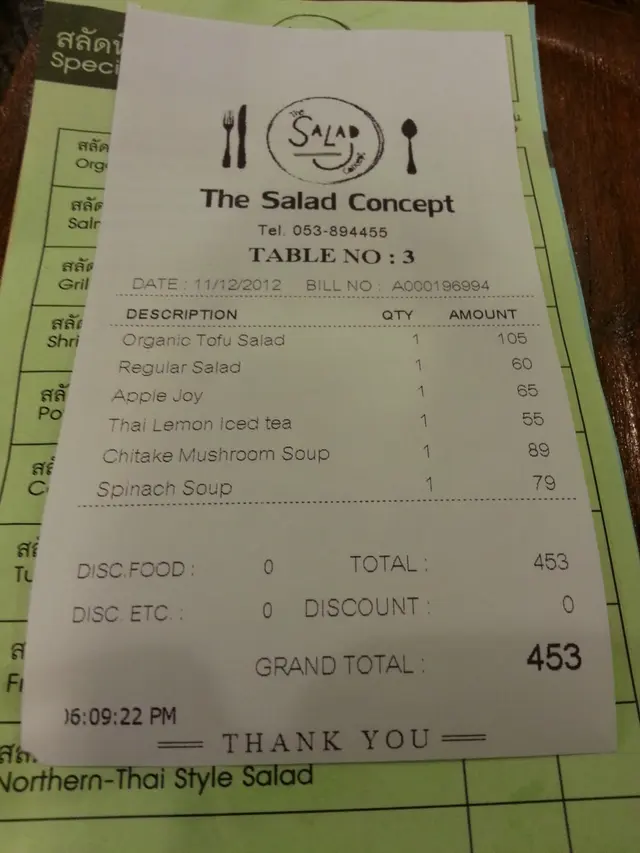 สลัด
Speci
The
SALAD
Concept
The Salad Concept
Tel. 053-894455
TABLE NO : 3
DATE : 11/12/2012 BILL NO : A000196994
DESCRIPTION QTY AMOUNT
Organic Tofu Salad 1 105
Regular Salad 1 60
Apple Joy 1 65
Thai Lemon Iced tea 1 55
Chitake Mushroom Soup 1 89
Spinach Soup 1 79
DISC.FOOD : 0 TOTAL : 453
DISC. ETC. : 0 DISCOUNT : 0
GRAND TOTAL : 453
06:09:22 PM
THANK YOU
สลัด
Orga
สลัด
Saln
สลัด
Gril
สลัด
Shri
สลั
Po
สลั
C
สลั
Tu
ส
Fr
สลั
Northern-Thai Style Salad